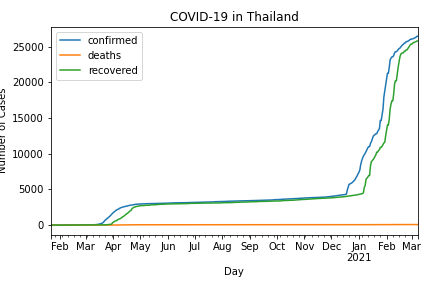 COVID-19 in Thailand
confirmed
deaths
recovered
Number of Cases
25000
20000
15000
10000
5000
0
Feb Mar Apr May Jun Jul Aug Sep Oct Nov Dec Jan Feb Mar
2021
Day